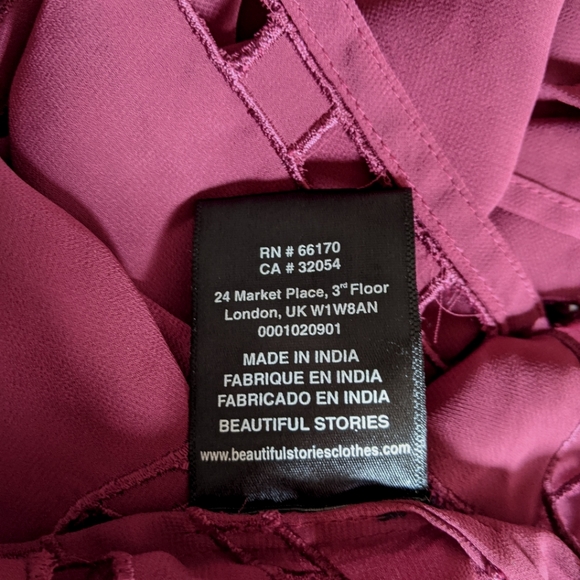 RN # 66170
CA # 32054
24 Market Place, 3rd Floor
London, UK W1W8AN
0001020901
MADE IN INDIA
FABRIQUE EN INDIA
FABRICADO EN INDIA
BEAUTIFUL STORIES
www.beautifulstoriesclothes.com